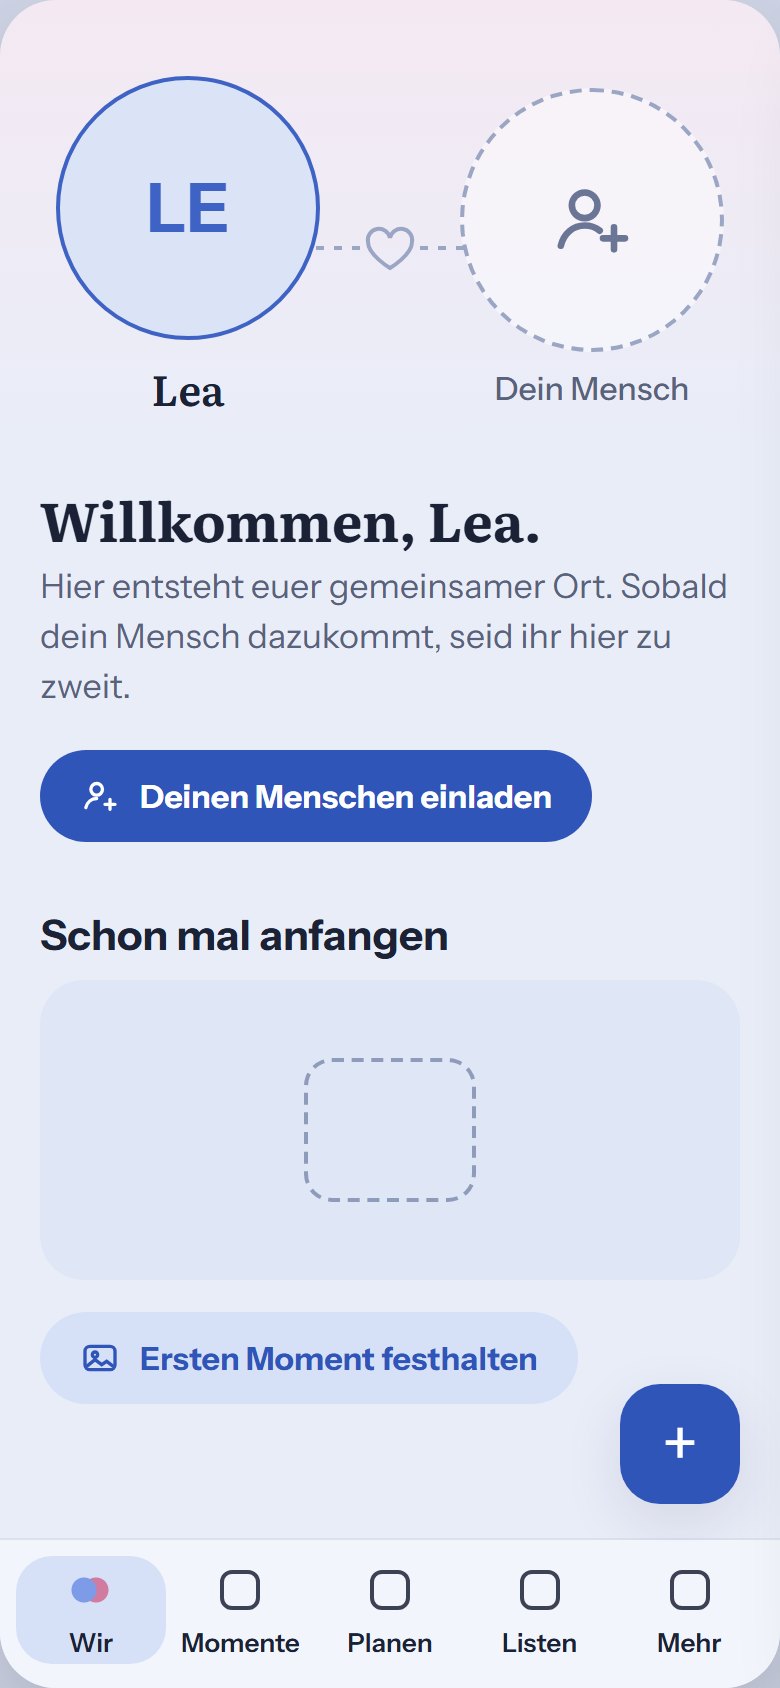 LE
Lea
Dein Mensch
Willkommen, Lea.
Hier entsteht euer gemeinsamer Ort. Sobald
dein Mensch dazukommt, seid ihr hier zu
zweit.
Deinen Menschen einladen
Schon mal anfangen
Ersten Moment festhalten
+
Wir
Momente
Planen
Listen
Mehr